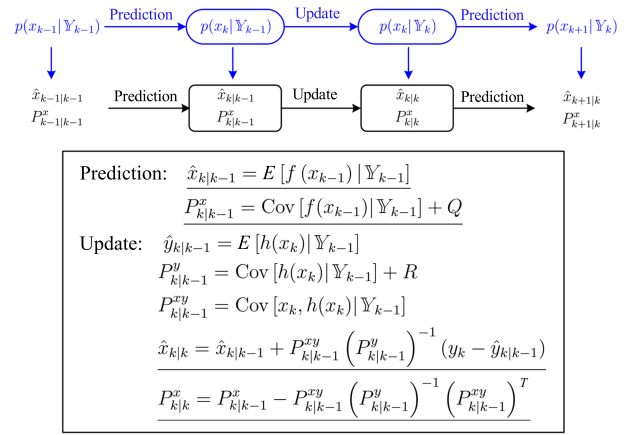 Prediction Update Prediction
p(x_{k-1}|𝕐_{k-1}) p(x_k|𝕐_{k-1}) p(x_k|𝕐_k) p(x_{k+1}|𝕐_k)
x̂_{k-1|k-1} Prediction x̂_{k|k-1} Update x̂_{k|k} Prediction x̂_{k+1|k}
P^x_{k-1|k-1} P^x_{k|k-1} P^x_{k|k} P^x_{k+1|k}
Prediction: x̂_{k|k-1} = E [f (x_{k-1}) | 𝕐_{k-1}]
P^x_{k|k-1} = Cov [f(x_{k-1})| 𝕐_{k-1}] + Q
Update: ŷ_{k|k-1} = E [h(x_k)| 𝕐_{k-1}]
P^y_{k|k-1} = Cov [h(x_k)| 𝕐_{k-1}] + R
P^{xy}_{k|k-1} = Cov [x_k, h(x_k)| 𝕐_{k-1}]
x̂_{k|k} = x̂_{k|k-1} + P^{xy}_{k|k-1} (P^y_{k|k-1})^{-1} (y_k − ŷ_{k|k-1})
P^x_{k|k} = P^x_{k|k-1} − P^{xy}_{k|k-1} (P^y_{k|k-1})^{-1} (P^{xy}_{k|k-1})^T